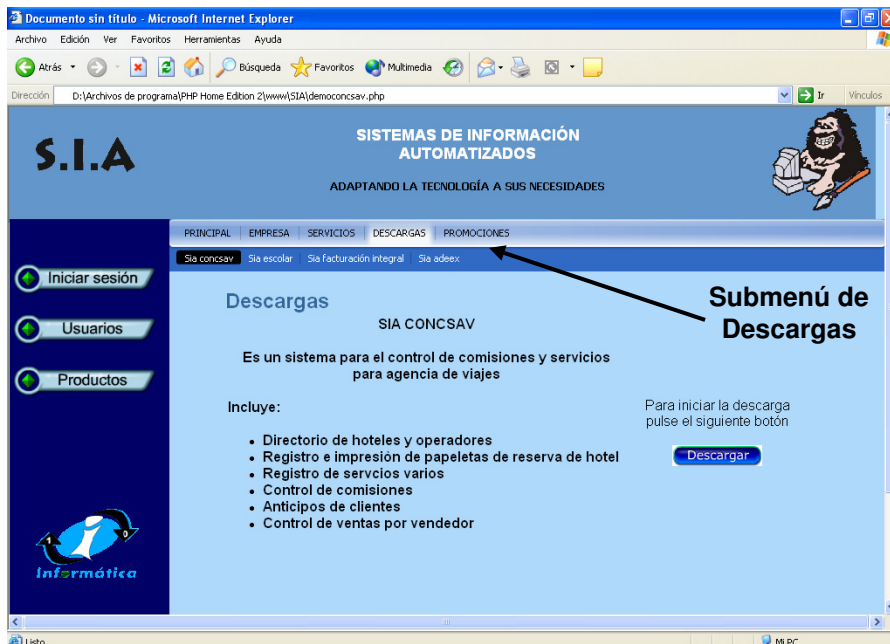 Documento sin título - Microsoft Internet Explorer
Archivo Edición Ver Favoritos Herramientas Ayuda
Atrás Búsqueda Favoritos Multimedia
Dirección D:\Archivos de programa\PHP Home Edition 2\www\SIA\democoncsav.php Ir Vínculos
S.I.A
SISTEMAS DE INFORMACIÓN
AUTOMATIZADOS
ADAPTANDO LA TECNOLOGÍA A SUS NECESIDADES
PRINCIPAL EMPRESA SERVICIOS DESCARGAS PROMOCIONES
Sia concsav Sia escolar Sia facturación integral Sia adeex
Iniciar sesión
Usuarios
Productos
Submenú de
Descargas
Descargas
SIA CONCSAV
Es un sistema para el control de comisiones y servicios
para agencia de viajes
Incluye:
• Directorio de hoteles y operadores
• Registro e impresión de papeletas de reserva de hotel
• Registro de servcios varios
• Control de comisiones
• Anticipos de clientes
• Control de ventas por vendedor
Para iniciar la descarga
pulse el siguiente botón
Descargar
1 0
Informática
Listo Mi PC